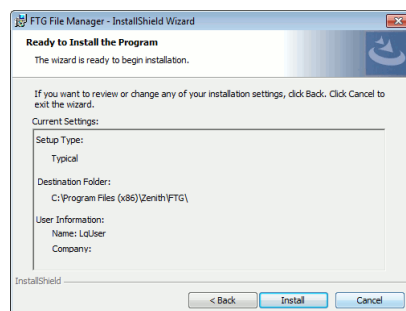 FTG File Manager - InstallShield Wizard
Ready to Install the Program
The wizard is ready to begin installation.
If you want to review or change any of your installation settings, click Back. Click Cancel to
exit the wizard.
Current Settings:
Setup Type:
Typical
Destination Folder:
C:\Program Files (x86)\Zenith\FTG\
User Information:
Name: LqUser
Company:
InstallShield
< Back
Install
Cancel